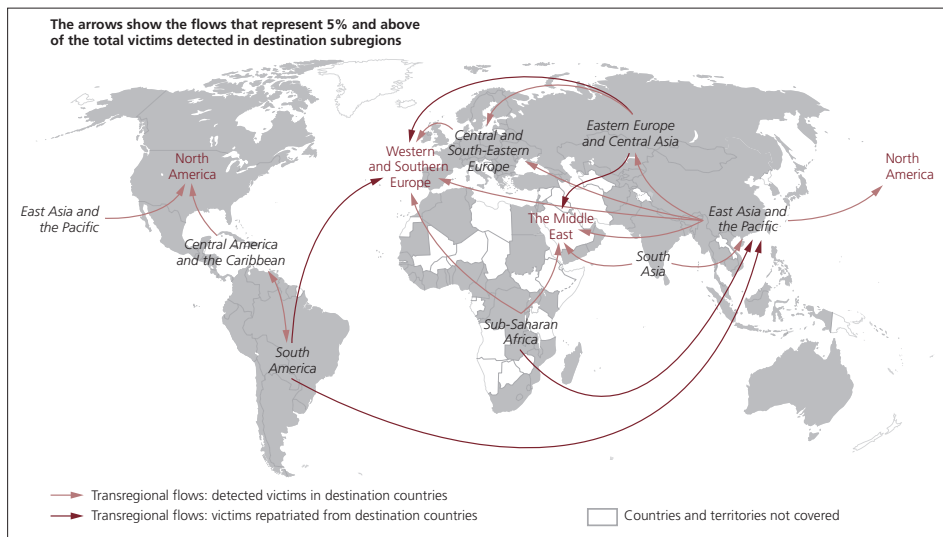 The arrows show the flows that represent 5% and above
of the total victims detected in destination subregions
North
America
East Asia and
the Pacific
Central America
and the Caribbean
South
America
Western
and Southern
Europe
Central and
South-Eastern
Europe
Eastern Europe
and Central Asia
The Middle
East
South
Asia
East Asia and
the Pacific
North
America
Sub-Saharan
Africa
Transregional flows: detected victims in destination countries
Transregional flows: victims repatriated from destination countries
Countries and territories not covered